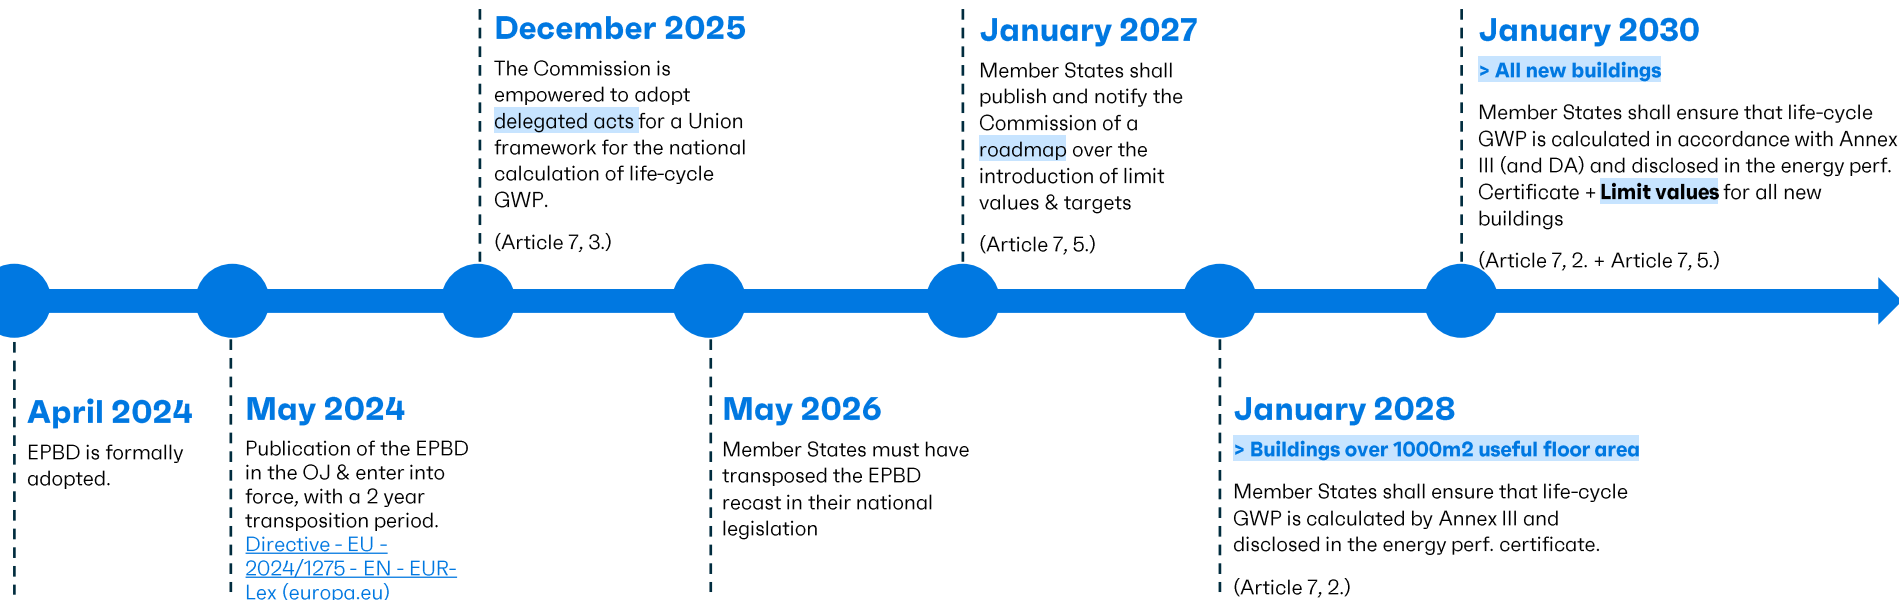 December 2025
The Commission is
empowered to adopt
delegated acts for a Union
framework for the national
calculation of life-cycle
GWP.
(Article 7, 3.)
January 2027
Member States shall
publish and notify the
Commission of a
roadmap over the
introduction of limit
values & targets
(Article 7, 5.)
January 2030
> All new buildings
Member States shall ensure that life-cycle
GWP is calculated in accordance with Annex
III (and DA) and disclosed in the energy perf.
Certificate + Limit values for all new
buildings
(Article 7, 2. + Article 7, 5.)
April 2024
EPBD is formally
adopted.
May 2024
Publication of the EPBD
in the OJ & enter into
force, with a 2 year
transposition period.
Directive - EU -
2024/1275 - EN - EUR-
Lex (europa.eu)
May 2026
Member States must have
transposed the EPBD
recast in their national
legislation
January 2028
> Buildings over 1000m2 useful floor area
Member States shall ensure that life-cycle
GWP is calculated by Annex III and
disclosed in the energy perf. certificate.
(Article 7, 2.)